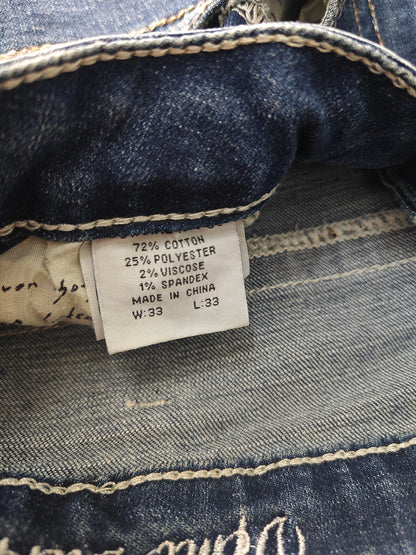 72% COTTON
25% POLYESTER
2% VISCOSE
1% SPANDEX
MADE IN CHINA
W:33 L:33